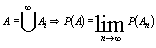 A = ⋃_{1}^{∞} A_i ⇒ P(A) = lim_{n→∞} P(A_n)